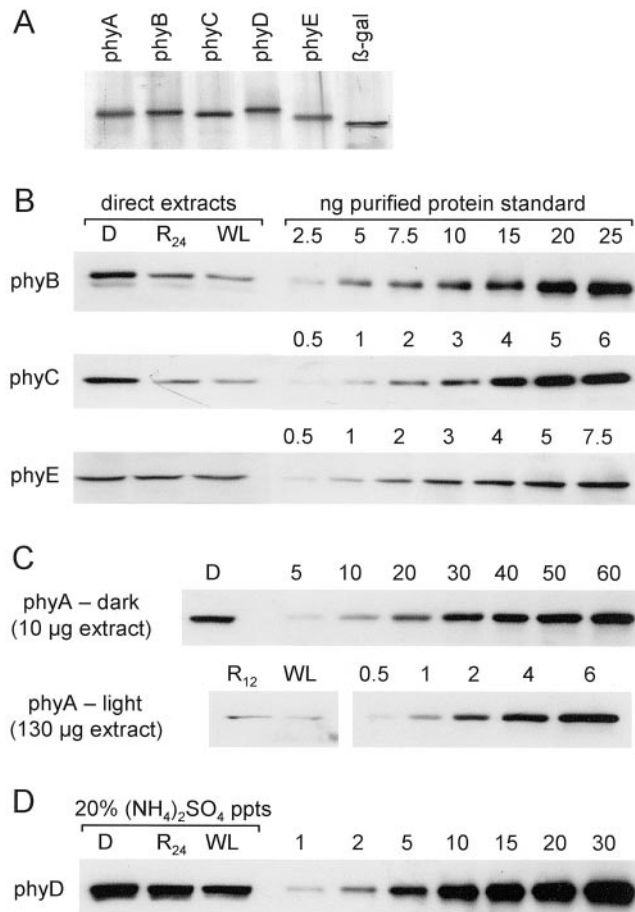 A
phyA phyB phyC phyD phyE ß-gal
B
direct extracts ng purified protein standard
D R24 WL 2.5 5 7.5 10 15 20 25
phyB
0.5 1 2 3 4 5 6
phyC
0.5 1 2 3 4 5 7.5
phyE
C
D 5 10 20 30 40 50 60
phyA – dark
(10 µg extract)
R12 WL 0.5 1 2 4 6
phyA – light
(130 µg extract)
D
20% (NH4)2SO4 ppts
D R24 WL 1 2 5 10 15 20 30
phyD